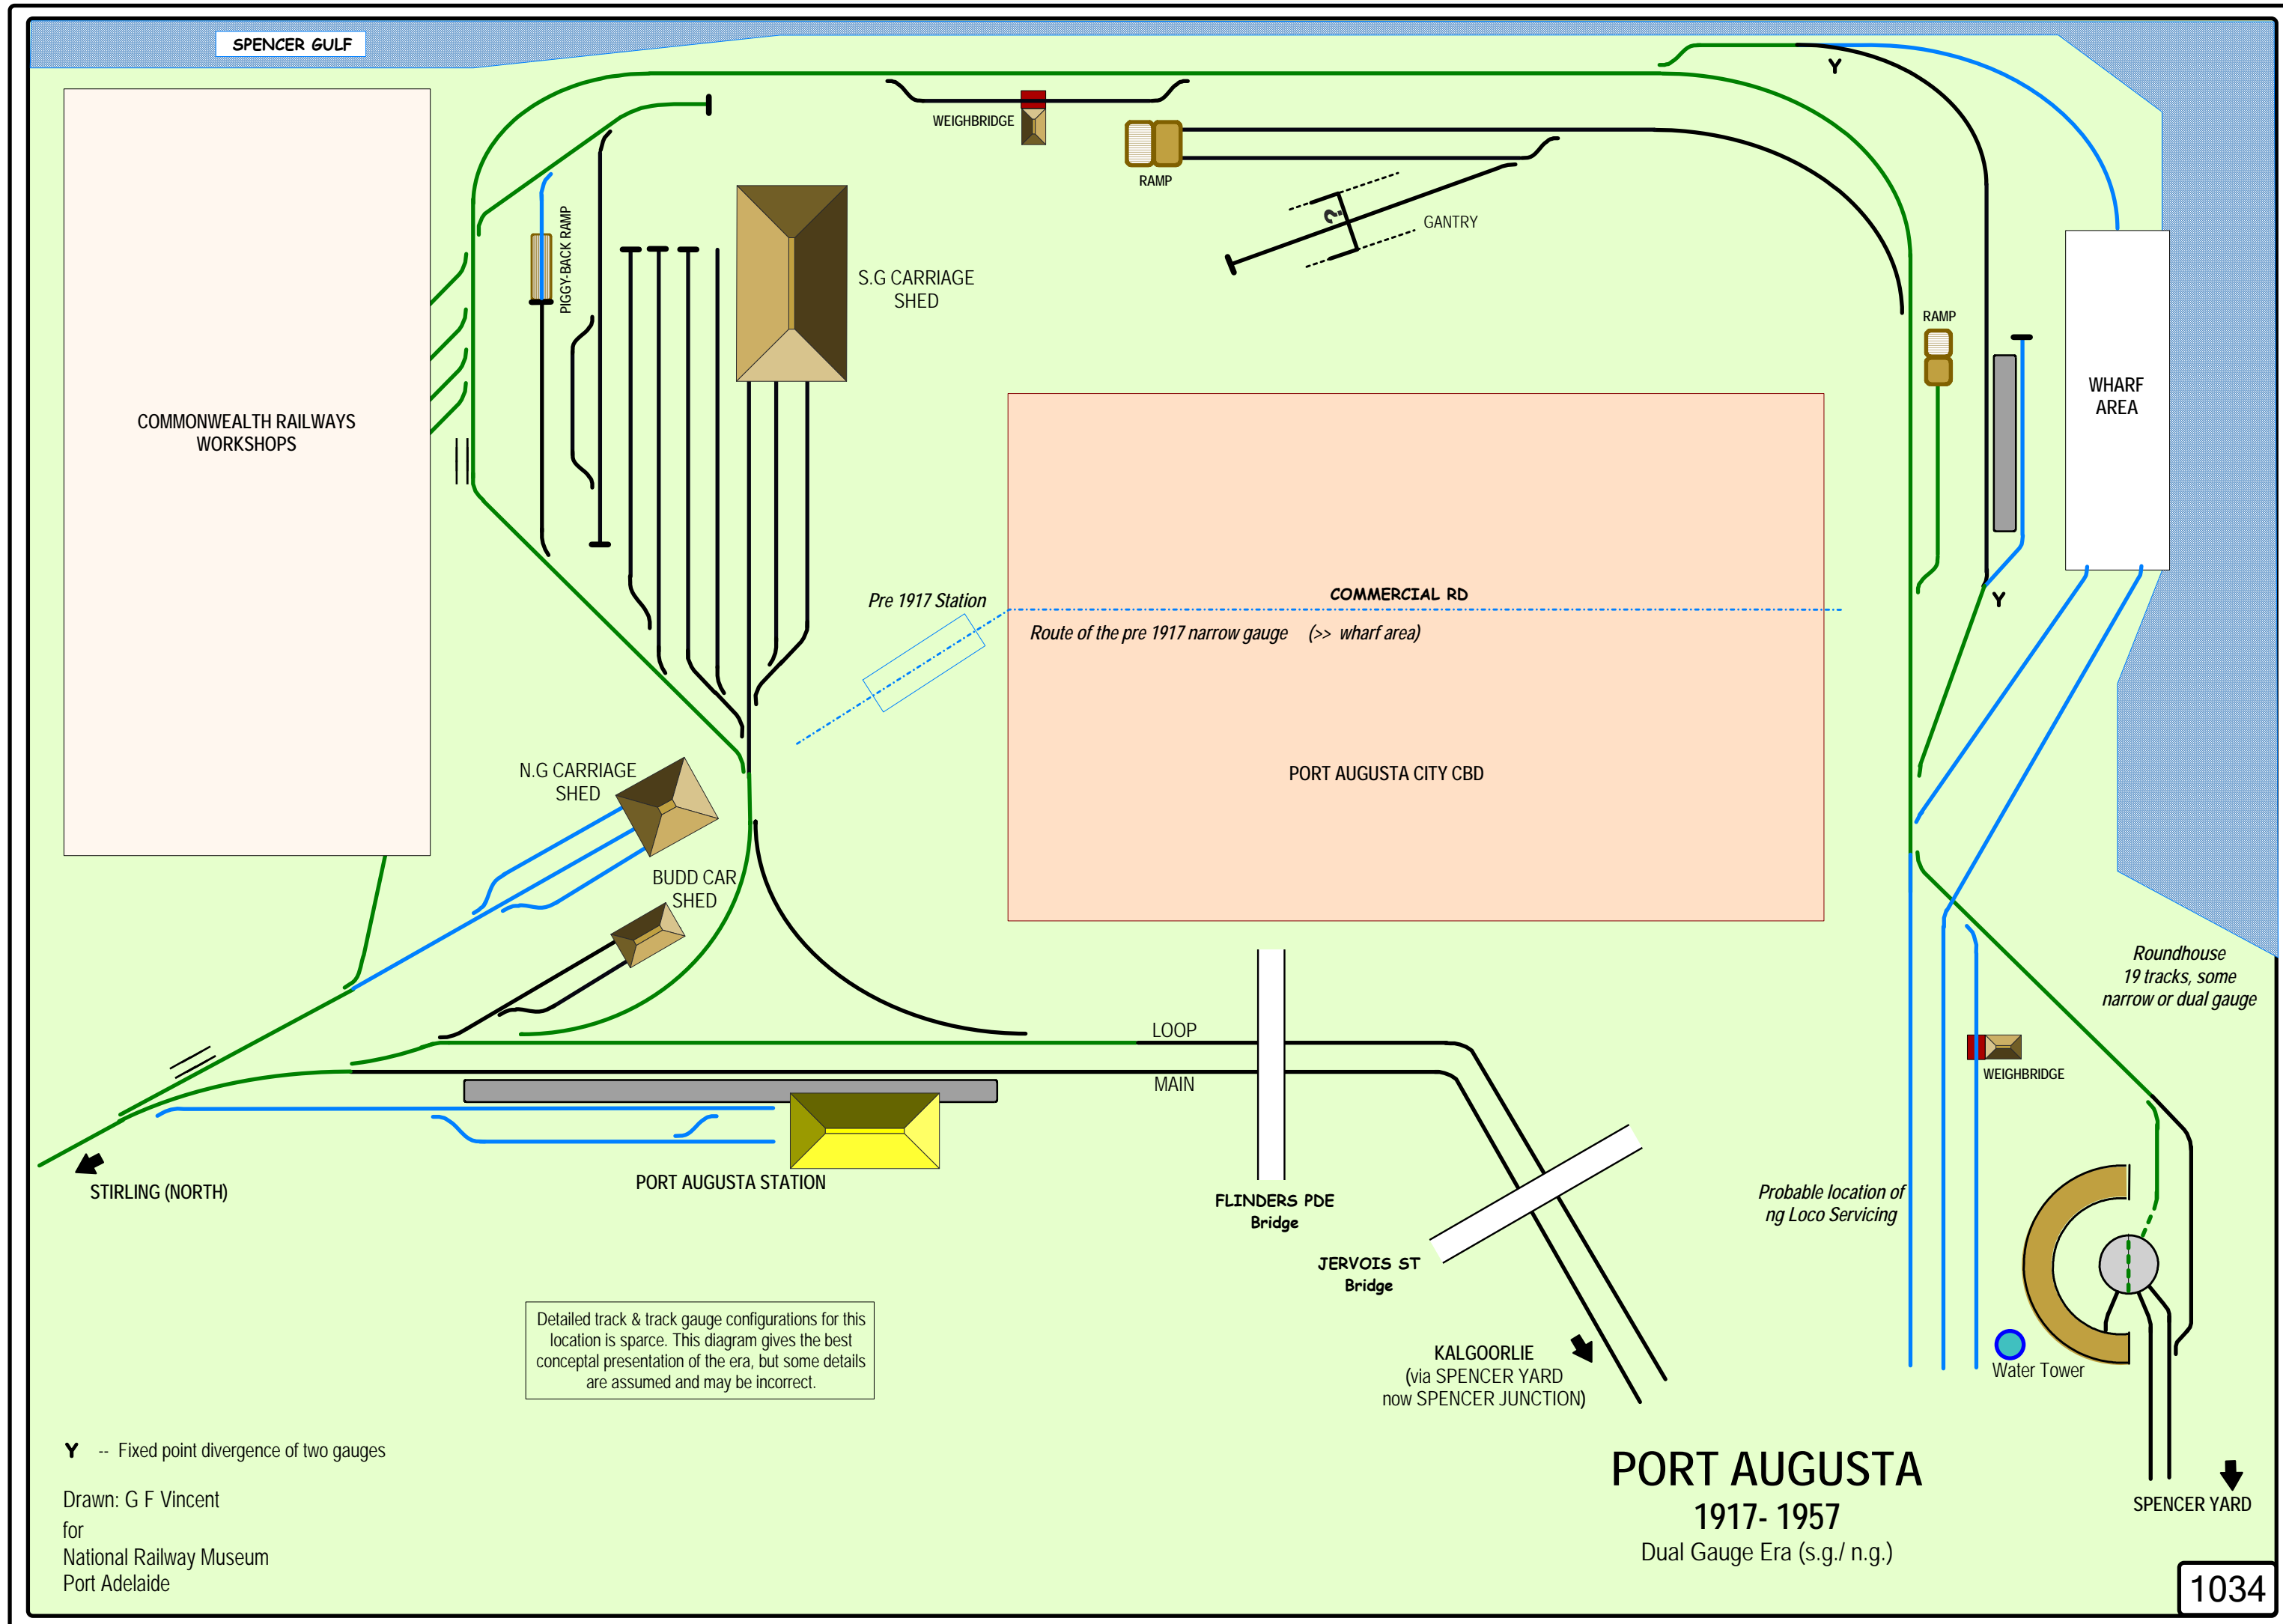 SPENCER GULF
Y
WEIGHBRIDGE
RAMP
PIGGY-BACK RAMP
?
GANTRY
S.G CARRIAGE
SHED
RAMP
WHARF
AREA
COMMONWEALTH RAILWAYS
WORKSHOPS
Pre 1917 Station
COMMERCIAL RD
Y
Route of the pre 1917 narrow gauge (>> wharf area)
N.G CARRIAGE
SHED
PORT AUGUSTA CITY CBD
BUDD CAR
SHED
Roundhouse
19 tracks, some
narrow or dual gauge
LOOP
MAIN
WEIGHBRIDGE
STIRLING (NORTH)
PORT AUGUSTA STATION
FLINDERS PDE
Bridge
Probable location of
ng Loco Servicing
JERVOIS ST
Bridge
Detailed track & track gauge configurations for this
location is sparce. This diagram gives the best
conceptal presentation of the era, but some details
are assumed and may be incorrect.
KALGOORLIE
(via SPENCER YARD
now SPENCER JUNCTION)
Water Tower
Y -- Fixed point divergence of two gauges
PORT AUGUSTA
1917- 1957
Dual Gauge Era (s.g./ n.g.)
SPENCER YARD
Drawn: G F Vincent
for
National Railway Museum
Port Adelaide
1034